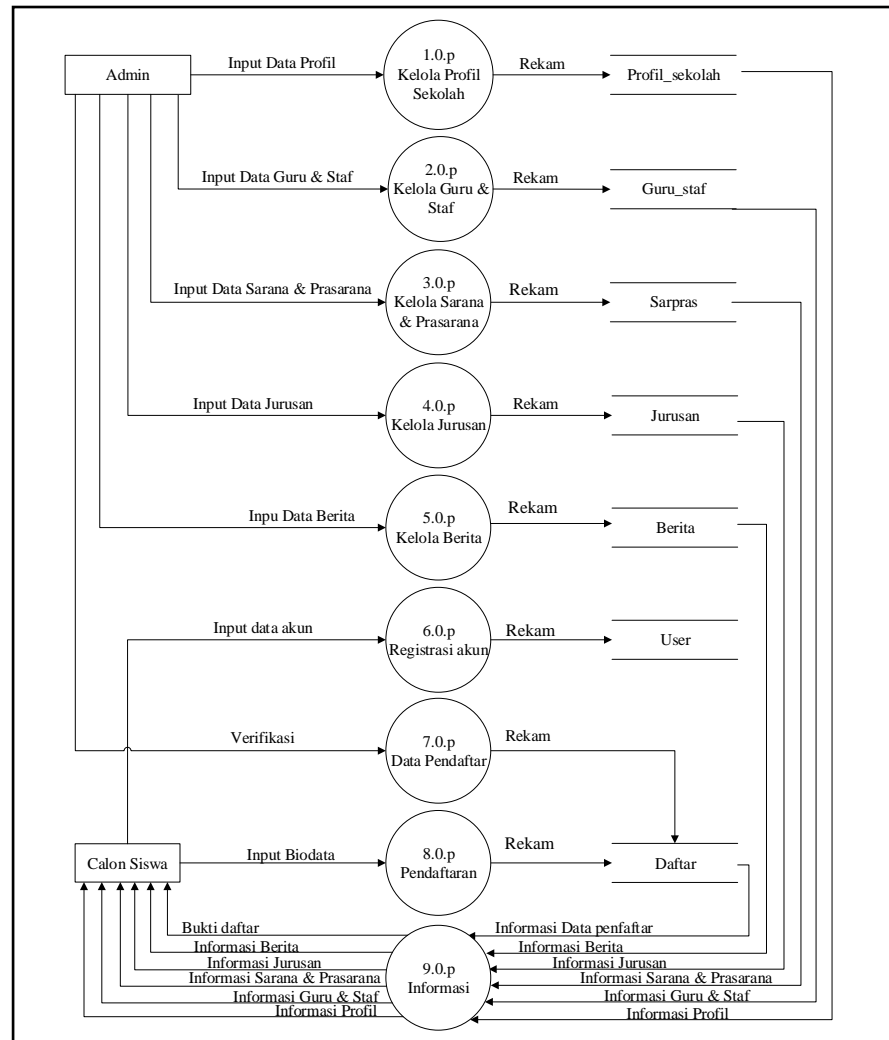 Admin
Input Data Profil
1.0.p
Kelola Profil
Sekolah
Rekam
Profil_sekolah
Input Data Guru & Staf
2.0.p
Kelola Guru &
Staf
Rekam
Guru_staf
Input Data Sarana & Prasarana
3.0.p
Kelola Sarana
& Prasarana
Rekam
Sarpras
Input Data Jurusan
4.0.p
Kelola Jurusan
Rekam
Jurusan
Inpu Data Berita
5.0.p
Kelola Berita
Rekam
Berita
Input data akun
6.0.p
Registrasi akun
Rekam
User
Verifikasi
7.0.p
Data Pendaftar
Rekam
Calon Siswa
Input Biodata
8.0.p
Pendaftaran
Rekam
Daftar
Bukti daftar
Informasi Berita
Informasi Jurusan
Informasi Sarana & Prasarana
Informasi Guru & Staf
Informasi Profil
9.0.p
Informasi
Informasi Data penfaftar
Informasi Berita
Informasi Jurusan
Informasi Sarana & Prasarana
Informasi Guru & Staf
Informasi Profil